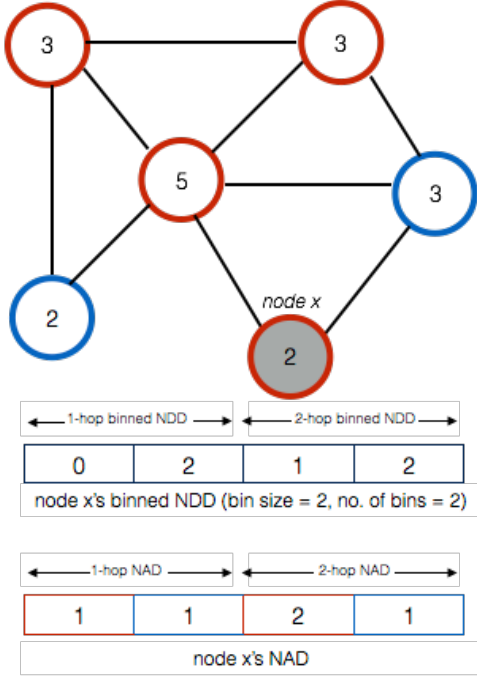 3
3
5
3
2
node x
2
1-hop binned NDD
2-hop binned NDD
0
2
1
2
node x's binned NDD (bin size = 2, no. of bins = 2)
1-hop NAD
2-hop NAD
1
1
2
1
node x's NAD